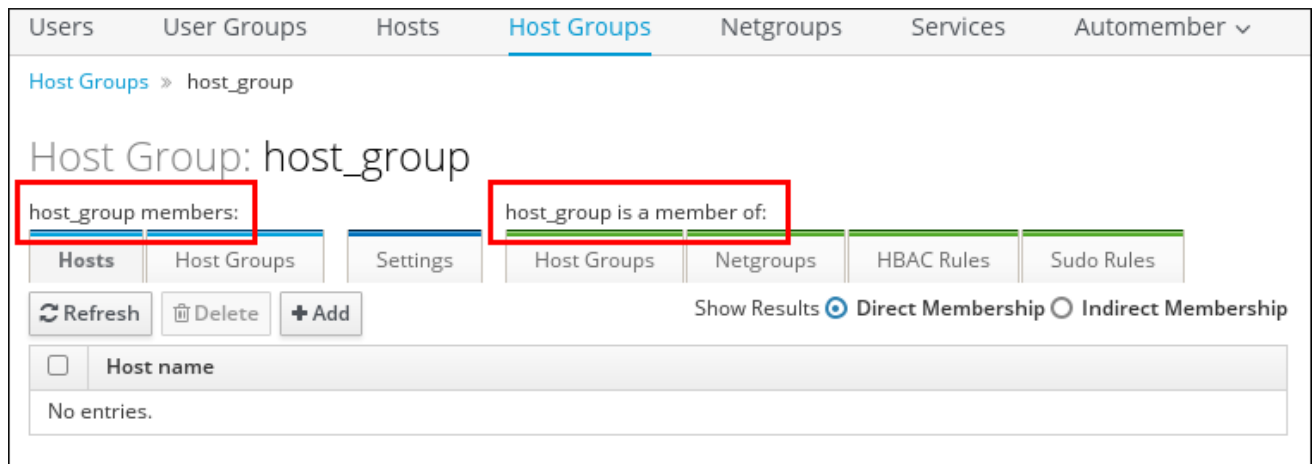 Users User Groups Hosts Host Groups Netgroups Services Automember
Host Groups » host_group
Host Group: host_group
host_group members: host_group is a member of:
Hosts Host Groups Settings Host Groups Netgroups HBAC Rules Sudo Rules
Refresh Delete + Add Show Results Direct Membership Indirect Membership
Host name
No entries.